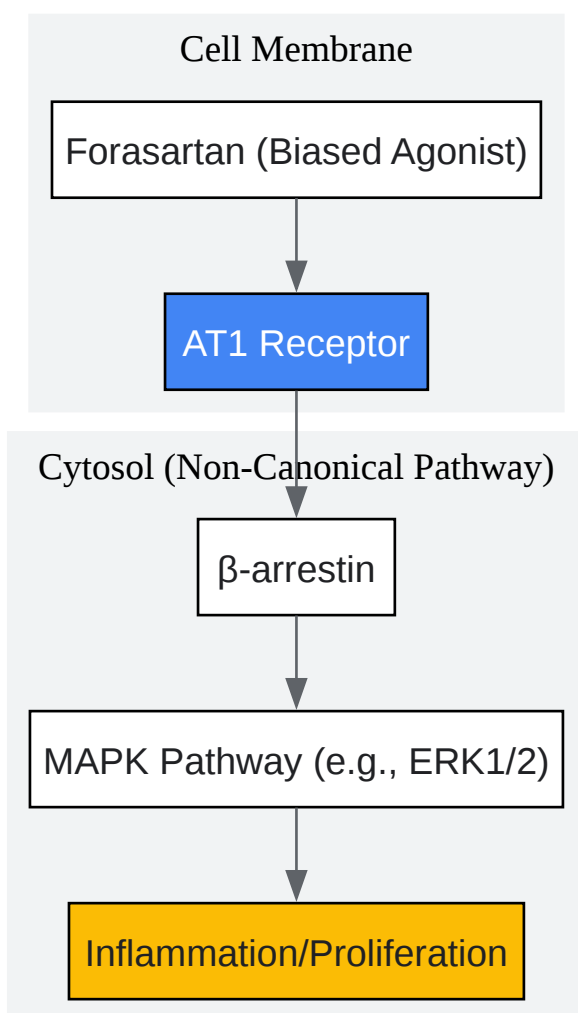 Cell Membrane
Forasartan (Biased Agonist)
AT1 Receptor
Cytosol (Non-Canonical Pathway)
β-arrestin
MAPK Pathway (e.g., ERK1/2)
Inflammation/Proliferation